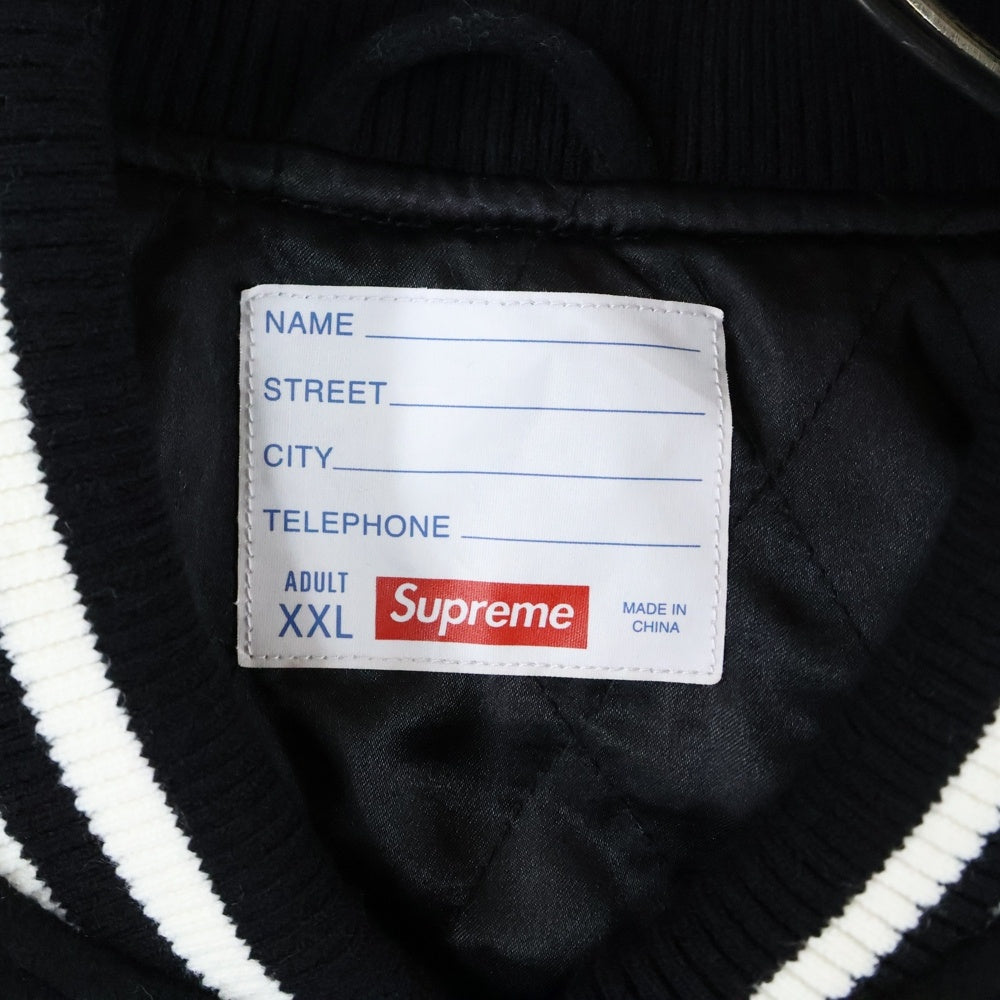 NAME
STREET
CITY
TELEPHONE
ADULT
XXL
Supreme
MADE IN
CHINA